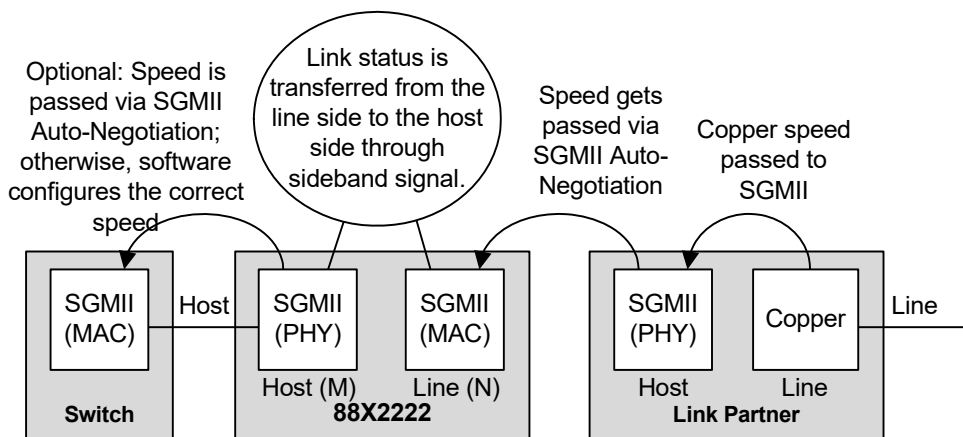 Optional: Speed is
passed via SGMII
Auto-Negotiation;
otherwise, software
configures the correct
speed
Link status is
transferred from the
line side to the host
side through
sideband signal.
Speed gets
passed via
SGMII Auto-
Negotiation
Copper speed
passed to
SGMII
SGMII
(MAC)
Host
SGMII
(PHY)
SGMII
(MAC)
SGMII
(PHY)
Copper
Line
Host (M)
Line (N)
Host
Line
Switch
88X2222
Link Partner